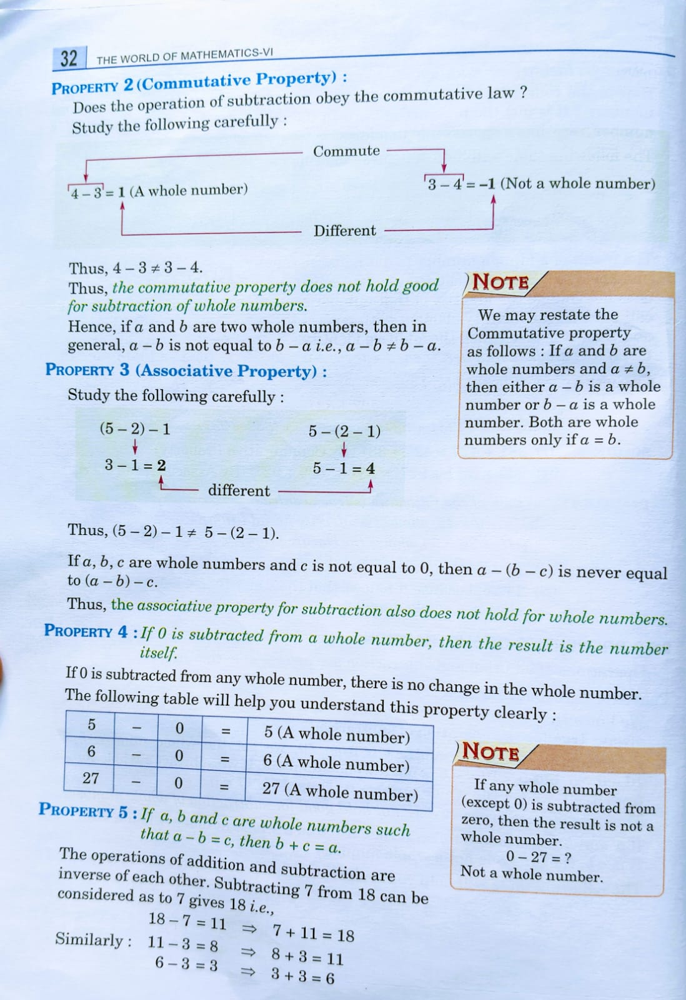 32 THE WORLD OF MATHEMATICS-VI
PROPERTY 2 (Commutative Property) :
Does the operation of subtraction obey the commutative law ?
Study the following carefully :
Commute
4 – 3 = 1 (A whole number)
3 – 4 = –1 (Not a whole number)
Different
Thus, 4 – 3 ≠ 3 – 4.
Thus, the commutative property does not hold good
for subtraction of whole numbers.
Hence, if a and b are two whole numbers, then in
general, a – b is not equal to b – a i.e., a – b ≠ b – a.
NOTE
We may restate the
Commutative property
as follows : If a and b are
whole numbers and a ≠ b,
then either a – b is a whole
number or b – a is a whole
number. Both are whole
numbers only if a = b.
PROPERTY 3 (Associative Property) :
Study the following carefully :
(5 – 2) – 1
5 – (2 – 1)
3 – 1 = 2
5 – 1 = 4
different
Thus, (5 – 2) – 1 ≠ 5 – (2 – 1).
If a, b, c are whole numbers and c is not equal to 0, then a – (b – c) is never equal
to (a – b) – c.
Thus, the associative property for subtraction also does not hold for whole numbers.
PROPERTY 4 : If 0 is subtracted from a whole number, then the result is the number
itself.
If 0 is subtracted from any whole number, there is no change in the whole number.
The following table will help you understand this property clearly :
5 – 0 = 5 (A whole number)
6 – 0 = 6 (A whole number)
27 – 0 = 27 (A whole number)
NOTE
If any whole number
(except 0) is subtracted from
zero, then the result is not a
whole number.
0 – 27 = ?
Not a whole number.
PROPERTY 5 : If a, b and c are whole numbers such
that a – b = c, then b + c = a.
The operations of addition and subtraction are
inverse of each other. Subtracting 7 from 18 can be
considered as to 7 gives 18 i.e.,
18 – 7 = 11 ⇒ 7 + 11 = 18
Similarly : 11 – 3 = 8 ⇒ 8 + 3 = 11
6 – 3 = 3 ⇒ 3 + 3 = 6